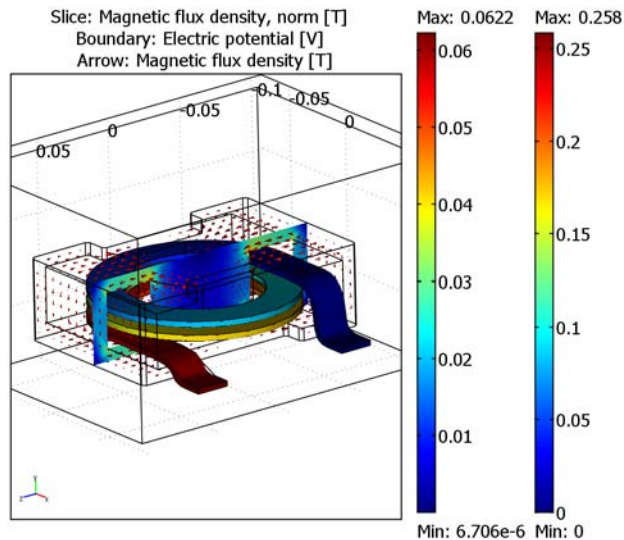 Slice: Magnetic flux density, norm [T]
Boundary: Electric potential [V]
Arrow: Magnetic flux density [T]
Max: 0.0622
Max: 0.258
0.06
0.05
0.04
0.03
0.02
0.01
0.25
0.2
0.15
0.1
0.05
0
0.05
0
-0.05
-0.1
-0.05
0
y
z
x
Min: 6.706e-6
Min: 0